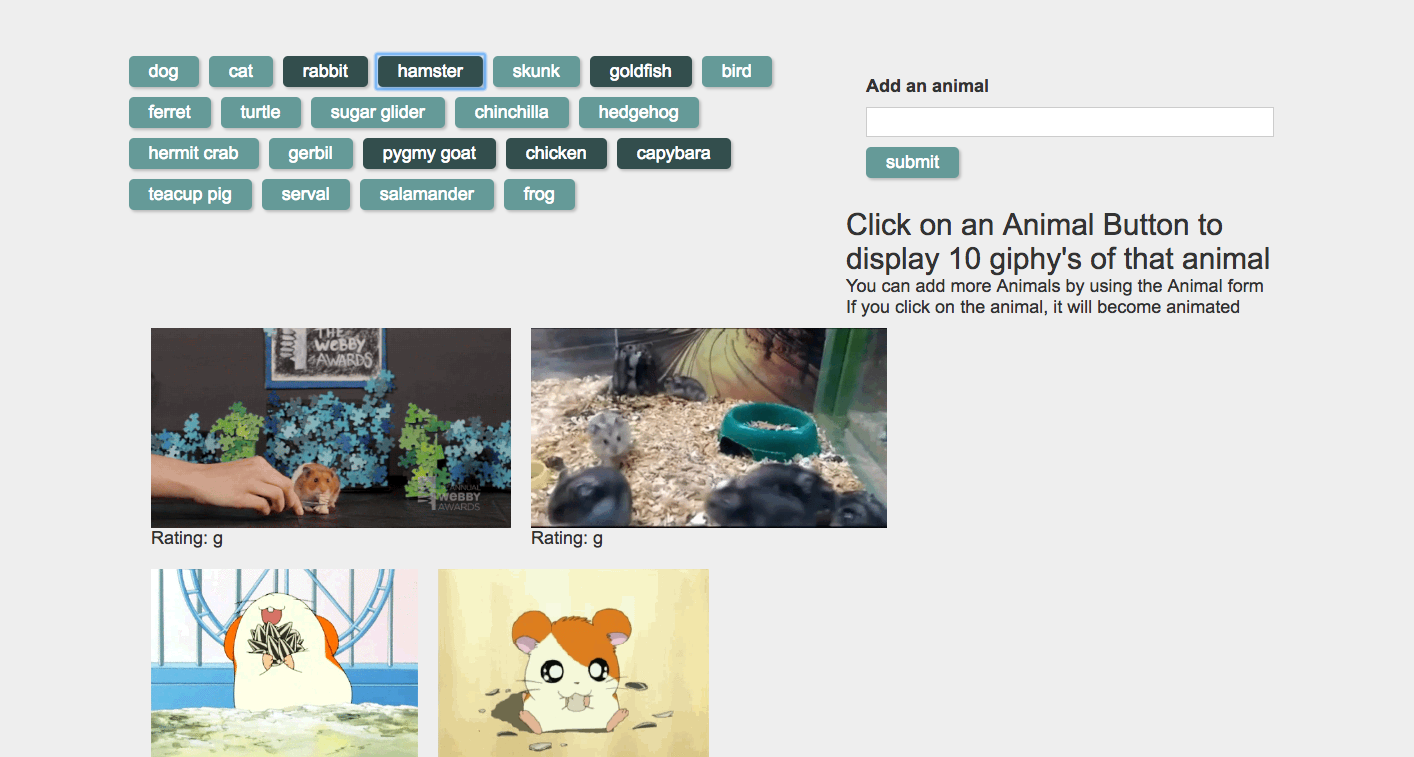 dog cat rabbit hamster skunk goldfish bird
ferret turtle sugar glider chinchilla hedgehog
hermit crab gerbil pygmy goat chicken capybara
teacup pig serval salamander frog
Add an animal
submit
Click on an Animal Button to
display 10 giphy's of that animal
You can add more Animals by using the Animal form
If you click on the animal, it will become animated
THE
WEBBY
AWARDS
ANNUAL
WEBBY
AWARDS
Rating: g
Rating: g